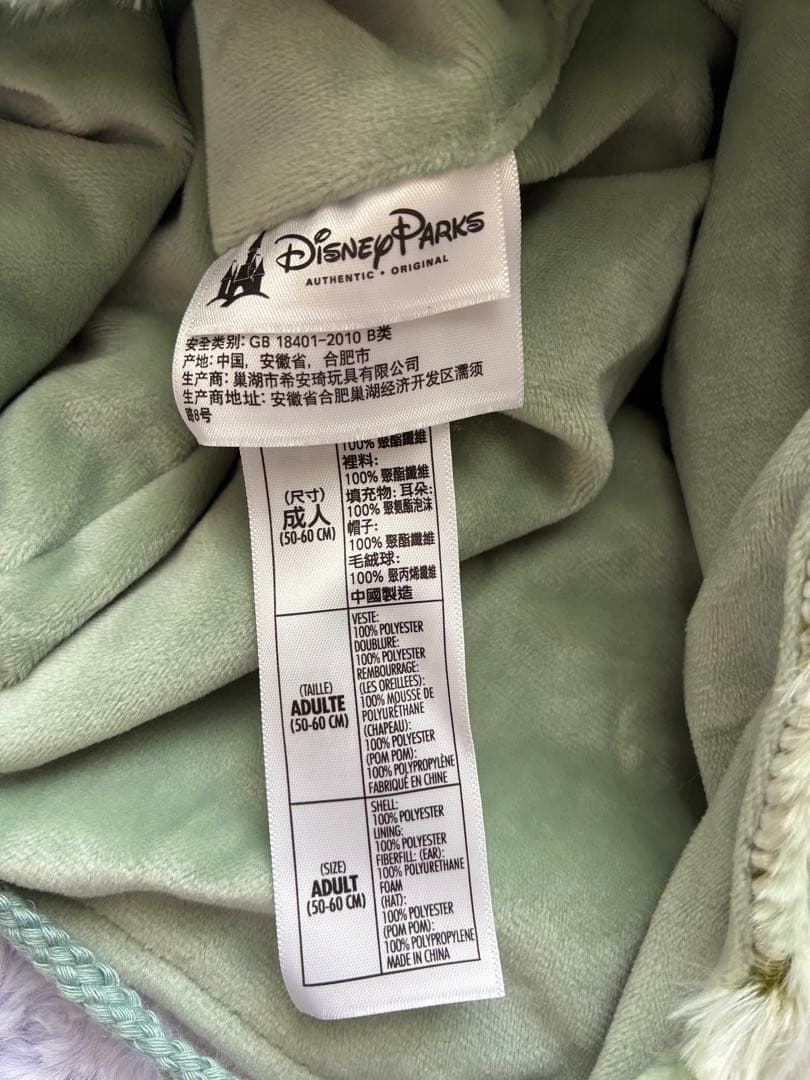 Disney Parks
AUTHENTIC • ORIGINAL
安全类别: GB 18401-2010 B类
产地: 中国, 安徽省, 合肥市
生产商: 巢湖市希安琦玩具有限公司
生产商地址: 安徽省合肥巢湖经济开发区濡须
路8号
(尺寸)
成人
(50-60 CM)
100% 聚酯纖維
裡料:
100% 聚酯纖維
填充物: 耳朵:
100% 聚氨酯泡沫
帽子:
100% 聚酯纖維
毛絨球:
100% 聚丙烯纖維
中國製造
(TAILLE)
ADULTE
(50-60 CM)
VESTE:
100% POLYESTER
DOUBLURE:
100% POLYESTER
REMBOURRAGE:
(LES OREILLEES):
100% MOUSSE DE
POLYURÉTHANE
(CHAPEAU):
100% POLYESTER
(POM POM):
100% POLYPROPYLÈNE
FABRIQUÉ EN CHINE
(SIZE)
ADULT
(50-60 CM)
SHELL:
100% POLYESTER
LINING:
100% POLYESTER
FIBERFILL: (EAR):
100% POLYURETHANE
FOAM
(HAT):
100% POLYESTER
(POM POM):
100% POLYPROPYLENE
MADE IN CHINA